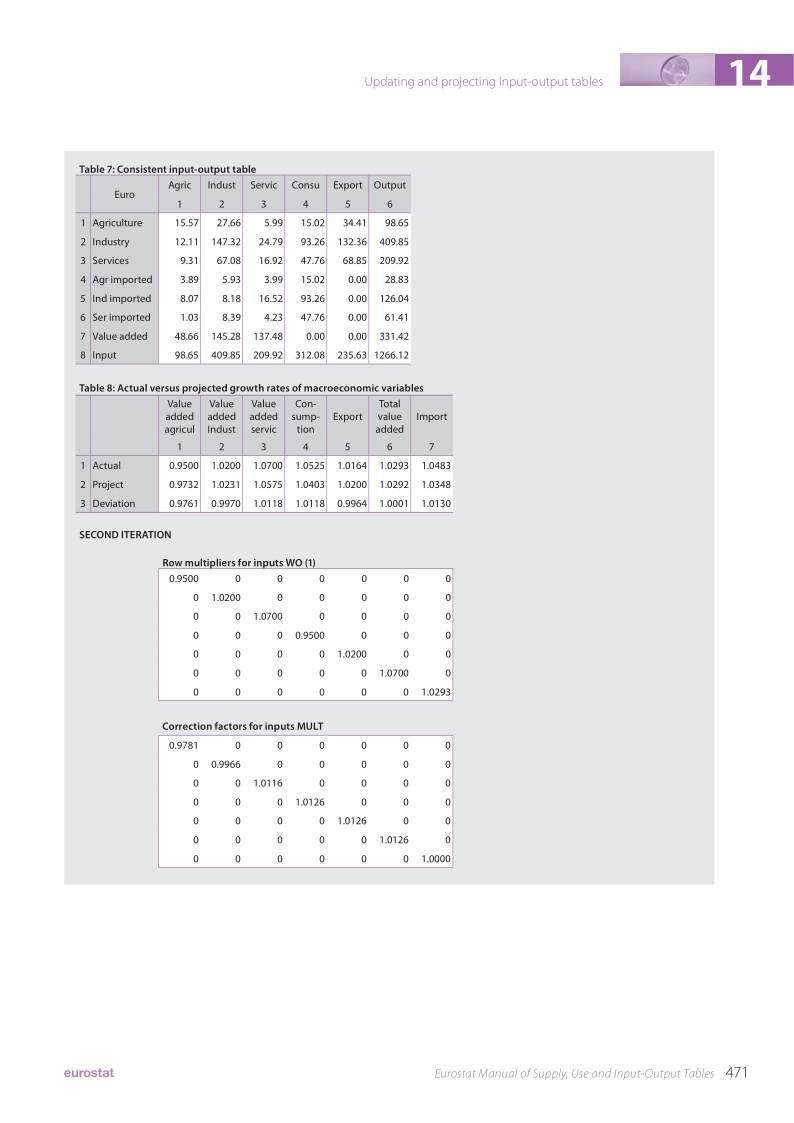 Updating and projecting input-output tables
14
Table 7: Consistent input-output table
Euro Agric Indust Servic Consu Export Output
1 2 3 4 5 6
1 Agriculture 15.57 27.66 5.99 15.02 34.41 98.65
2 Industry 12.11 147.32 24.79 93.26 132.36 409.85
3 Services 9.31 67.08 16.92 47.76 68.85 209.92
4 Agr imported 3.89 5.93 3.99 15.02 0.00 28.83
5 Ind imported 8.07 8.18 16.52 93.26 0.00 126.04
6 Ser imported 1.03 8.39 4.23 47.76 0.00 61.41
7 Value added 48.66 145.28 137.48 0.00 0.00 331.42
8 Input 98.65 409.85 209.92 312.08 235.63 1266.12
Table 8: Actual versus projected growth rates of macroeconomic variables
Value Value Value Con- Total
added added added sump- Export value Import
agricul Indust servic tion added
1 2 3 4 5 6 7
1 Actual 0.9500 1.0200 1.0700 1.0525 1.0164 1.0293 1.0483
2 Project 0.9732 1.0231 1.0575 1.0403 1.0200 1.0292 1.0348
3 Deviation 0.9761 0.9970 1.0118 1.0118 0.9964 1.0001 1.0130
SECOND ITERATION
Row multipliers for inputs WO (1)
0.9500 0 0 0 0 0 0
0 1.0200 0 0 0 0 0
0 0 1.0700 0 0 0 0
0 0 0 0.9500 0 0 0
0 0 0 0 1.0200 0 0
0 0 0 0 0 1.0700 0
0 0 0 0 0 0 1.0293
Correction factors for inputs MULT
0.9781 0 0 0 0 0 0
0 0.9966 0 0 0 0 0
0 0 1.0116 0 0 0 0
0 0 0 1.0126 0 0 0
0 0 0 0 1.0126 0 0
0 0 0 0 0 1.0126 0
0 0 0 0 0 0 1.0000
eurostat
Eurostat Manual of Supply, Use and Input-Output Tables 471